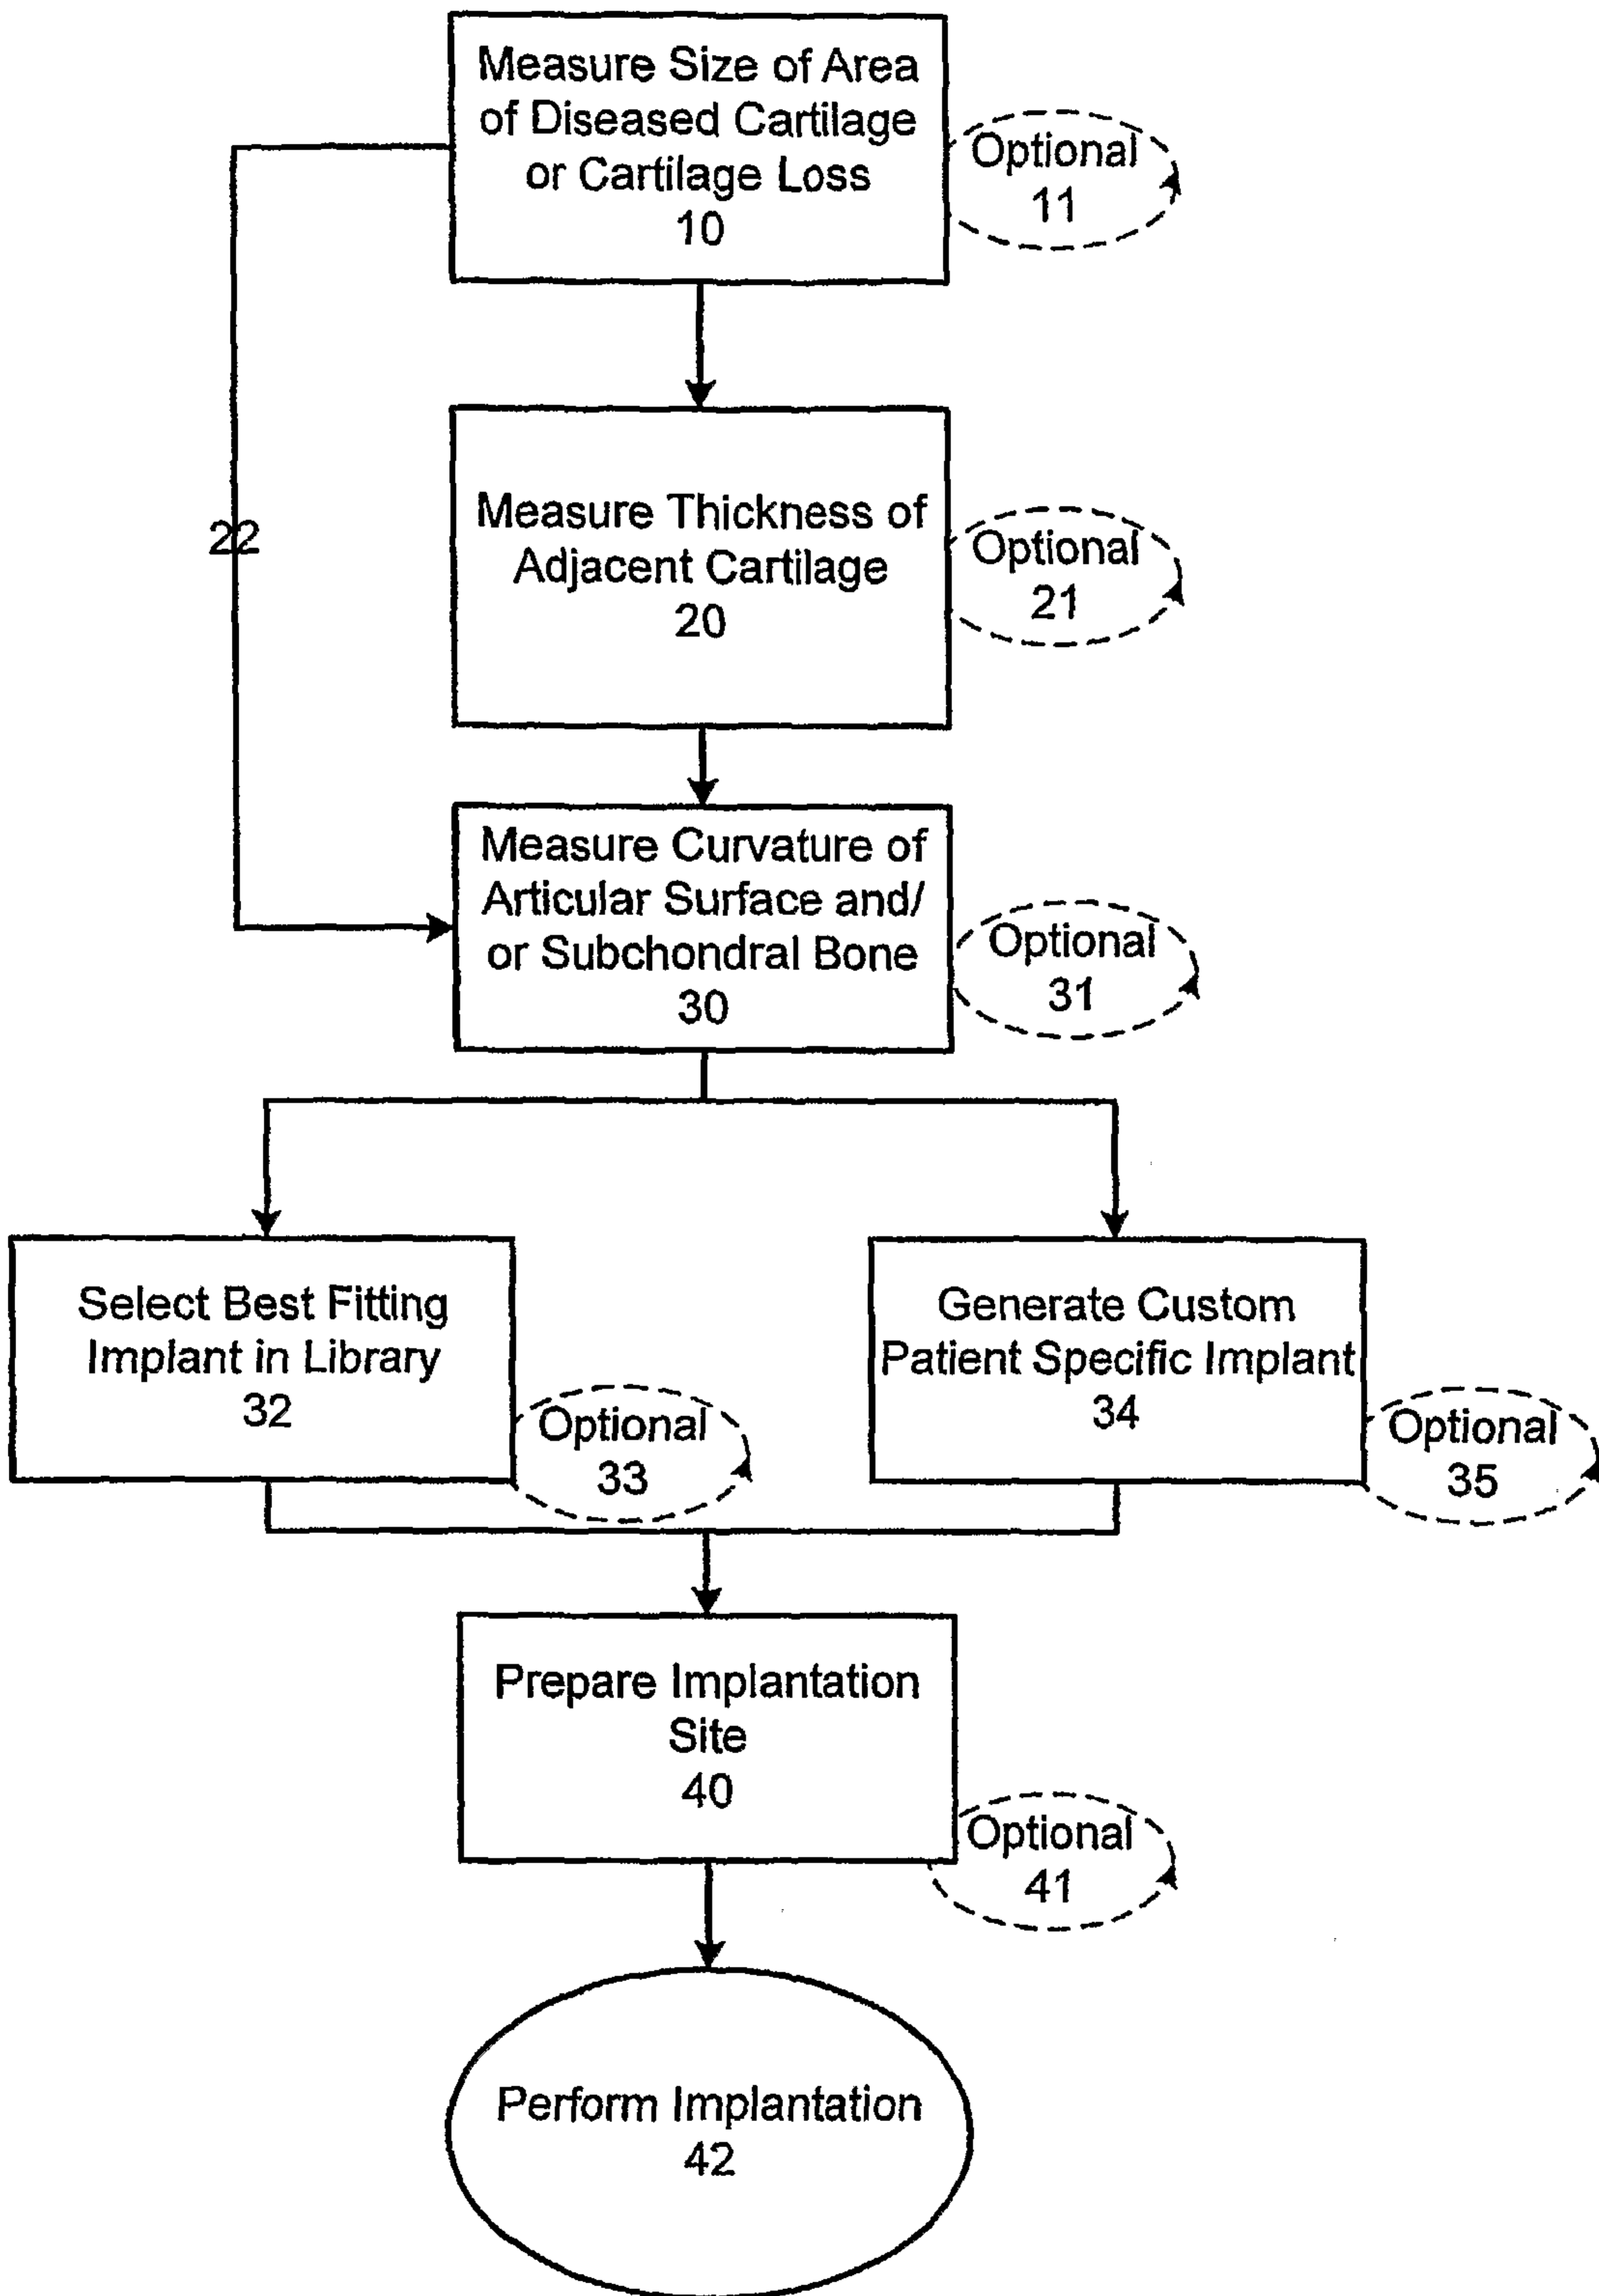 Measure Size of Area
of Diseased Cartilage
or Cartilage Loss
10
Optional
11
22
Measure Thickness of
Adjacent Cartilage
20
Optional
21
Measure Curvature of
Articular Surface and/
or Subchondral Bone
30
Optional
31
Select Best Fitting
Implant in Library
32
Optional
33
Generate Custom
Patient Specific Implant
34
Optional
35
Prepare Implantation
Site
40
Optional
41
Perform Implantation
42